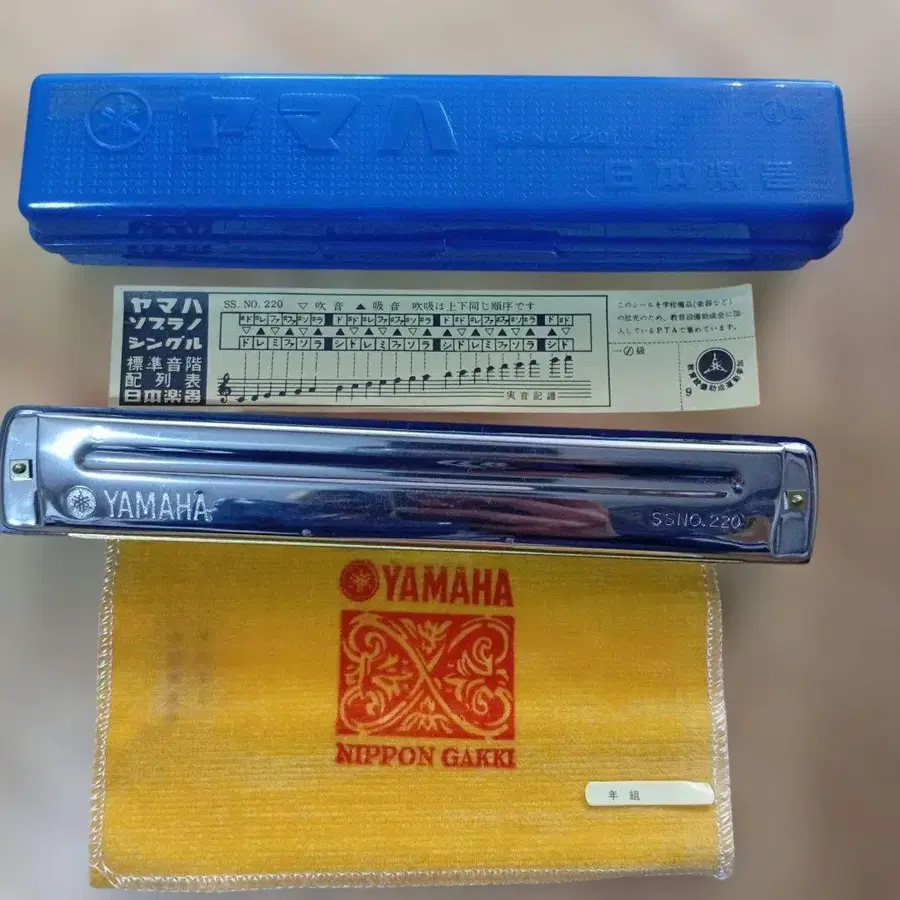 ヤマハ
SS NO. 220
日本楽器
ヤマハ
ソプラノ
シングル
標準音階
配列表
日本楽器
SS. NO. 220 ▽吹音 ▲吸音 吹吸は上下同じ順序です
ド レ ミ ファ ソ ラ シ ド レ ミ ファ ソ ラ シ ド レ ミ ファ ソ ラ シ ド シ ド
実音記譜
このシールを学校備品(楽器など)
の拡充のため、教育設備助成会に加
入しているPTAで集めています。
級
9
YAMAHA
SSNO.220
YAMAHA
NIPPON GAKKI
年 組